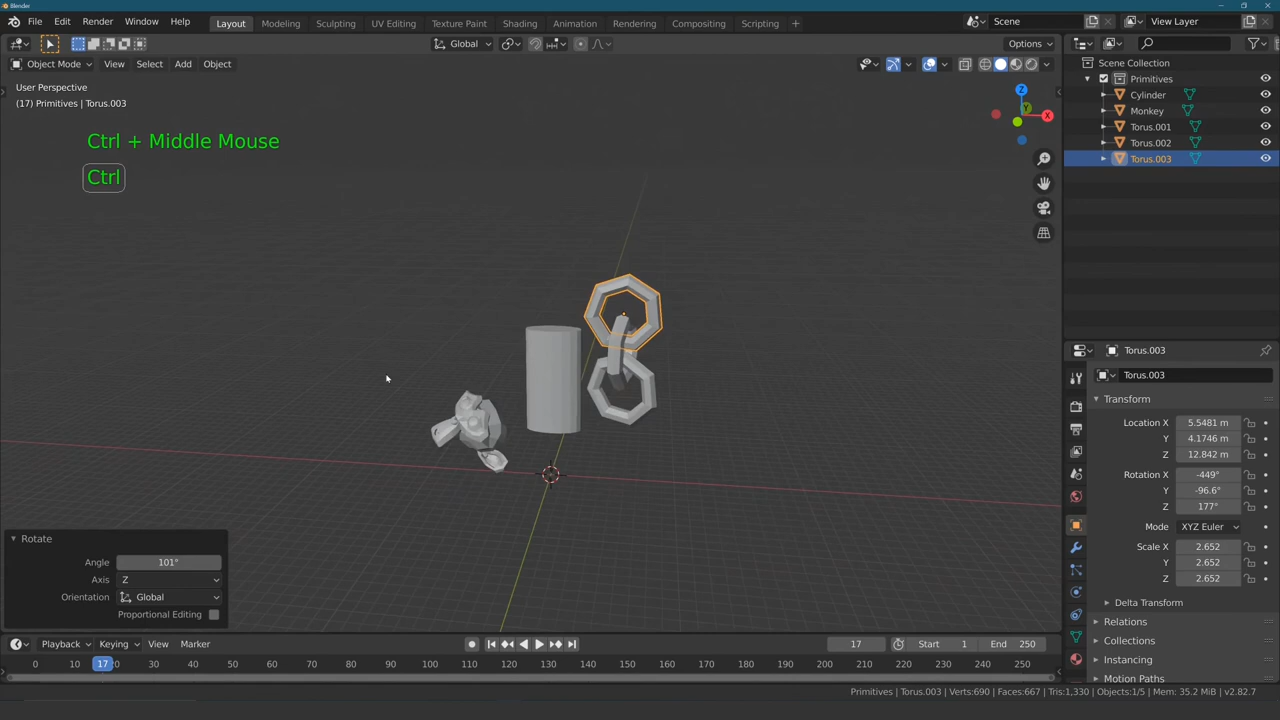 Blender
File Edit Render Window Help
Layout Modeling Sculpting UV Editing Texture Paint Shading Animation Rendering Compositing Scripting +
Scene View Layer
Global Options
Object Mode View Select Add Object
User Perspective
(17) Primitives | Torus.003
Ctrl + Middle Mouse
Ctrl
Z
Y
X
Scene Collection
Primitives
Cylinder
Monkey
Torus.001
Torus.002
Torus.003
Torus.003
Torus.003
Transform
Location X 5.5481 m
Y 4.1746 m
Z 12.842 m
Rotation X -449°
Y -96.6°
Z 177°
Mode XYZ Euler
Scale X 2.652
Y 2.652
Z 2.652
Delta Transform
Relations
Collections
Instancing
Motion Paths
Rotate
Angle 101°
Axis Z
Orientation Global
Proportional Editing
Playback Keying View Marker 17 Start 1 End 250
0 10 17 20 30 40 50 60 70 80 90 100 110 120 130 140 150 160 170 180 190 200 210 220 230 240 250
Primitives | Torus.003 | Verts:690 | Faces:667 | Tris:1,330 | Objects:1/5 | Mem: 35.2 MiB | v2.82.7